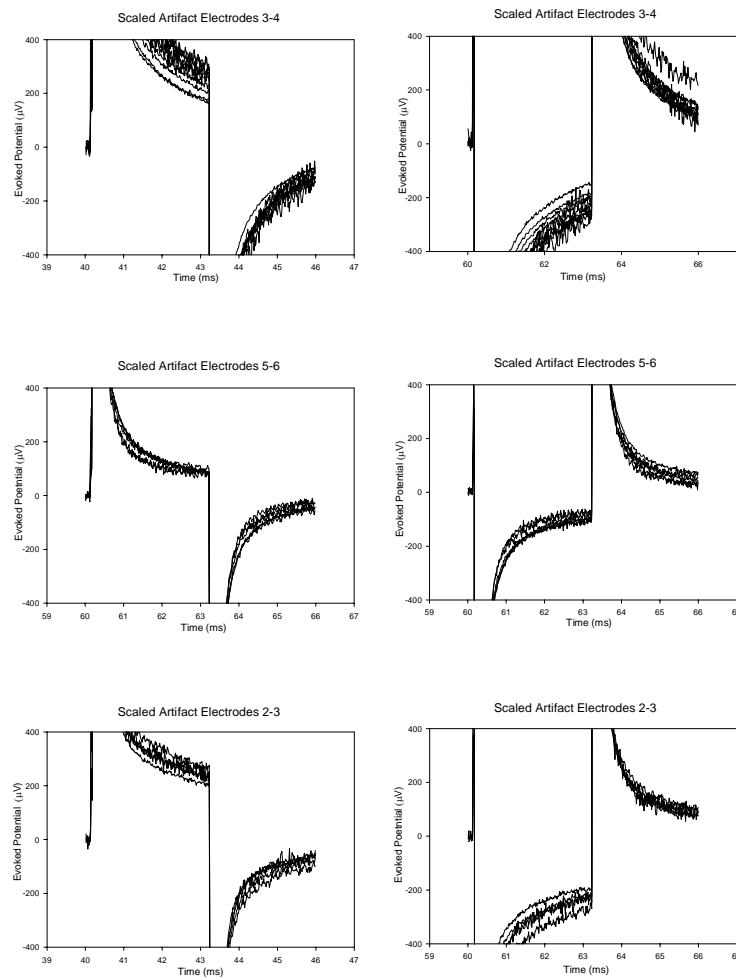 Scaled Artifact Electrodes 3-4
Evoked Potential (µV)
400
200
0
-200
-400
39 40 41 42 43 44 45 46 47
Time (ms)
Scaled Artifact Electrodes 3-4
Evoked Potential (µV)
400
200
0
-200
-400
60 62 64 66
Time (ms)
Scaled Artifact Electrodes 5-6
Evoked Poetntial (µV)
400
200
0
-200
-400
59 60 61 62 63 64 65 66 67
Time (ms)
Scaled Artifact Electrodes 5-6
Evoked Potential (µV)
400
200
0
-200
-400
59 60 61 62 63 64 65 66
Time (ms)
Scaled Artifact Electrodes 2-3
Evoked Potential (µV)
400
200
0
-200
-400
39 40 41 42 43 44 45 46 47
Time (ms)
Scaled Artifact Electrodes 2-3
Evoked Poetntial (µV)
400
200
0
-200
-400
59 60 61 62 63 64 65 66
Time (ms)